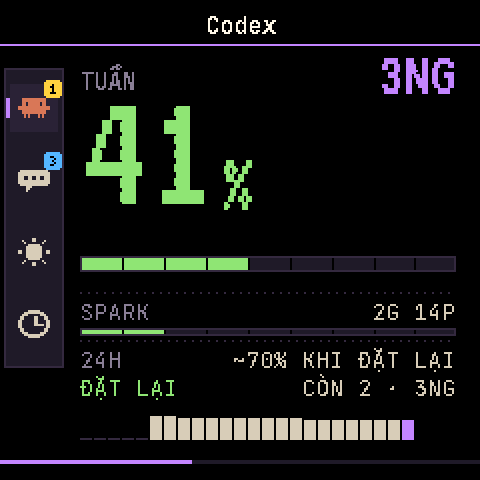 Codex
1
3
TUẦN
3NG
41%
SPARK
2G 14P
24H
~70% KHI ĐẶT LẠI
ĐẶT LẠI
CÒN 2 · 3NG